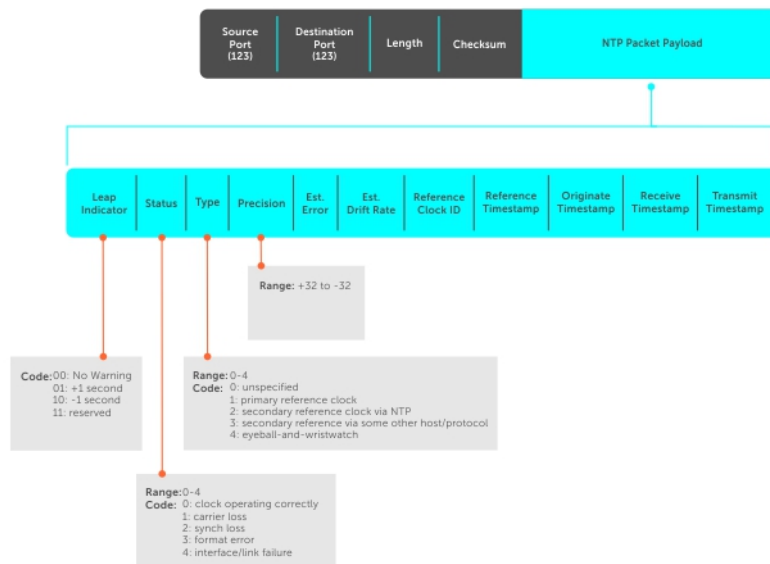 Source Port (123)
Destination Port (123)
Length
Checksum
NTP Packet Payload
Leap Indicator
Status
Type
Precision
Est. Error
Est. Drift Rate
Reference Clock ID
Reference Timestamp
Originate Timestamp
Receive Timestamp
Transmit Timestamp
Range: +32 to -32
Code: 00: No Warning
01: +1 second
10: -1 second
11: reserved
Range: 0-4
Code: 0: unspecified
1: primary reference clock
2: secondary reference clock via NTP
3: secondary reference via some other host/protocol
4: eyeball-and-wristwatch
Range: 0-4
Code: 0: clock operating correctly
1: carrier loss
2: synch loss
3: format error
4: interface/link failure